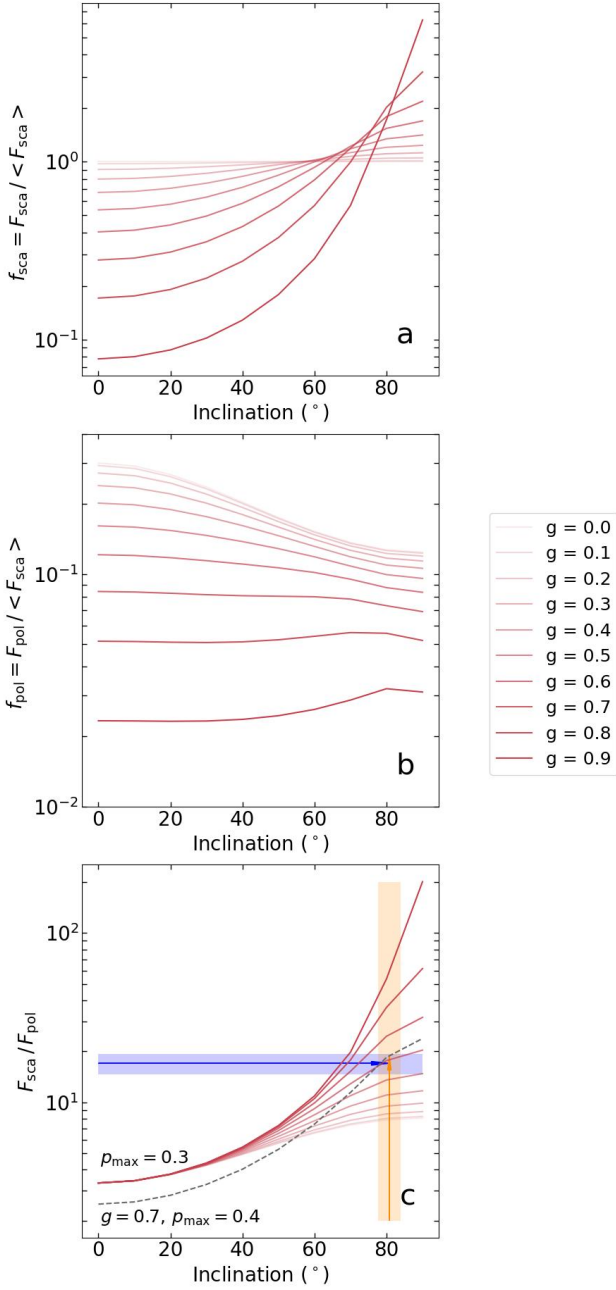 f_sca = F_sca / < F_sca >
10^0
10^−1
0 20 40 60 80
Inclination (°)
a
f_pol = F_pol / < F_sca >
10^−1
10^−2
0 20 40 60 80
Inclination (°)
b
g = 0.0
g = 0.1
g = 0.2
g = 0.3
g = 0.4
g = 0.5
g = 0.6
g = 0.7
g = 0.8
g = 0.9
F_sca / F_pol
10^2
10^1
p_max = 0.3
g = 0.7, p_max = 0.4
c
0 20 40 60 80
Inclination (°)